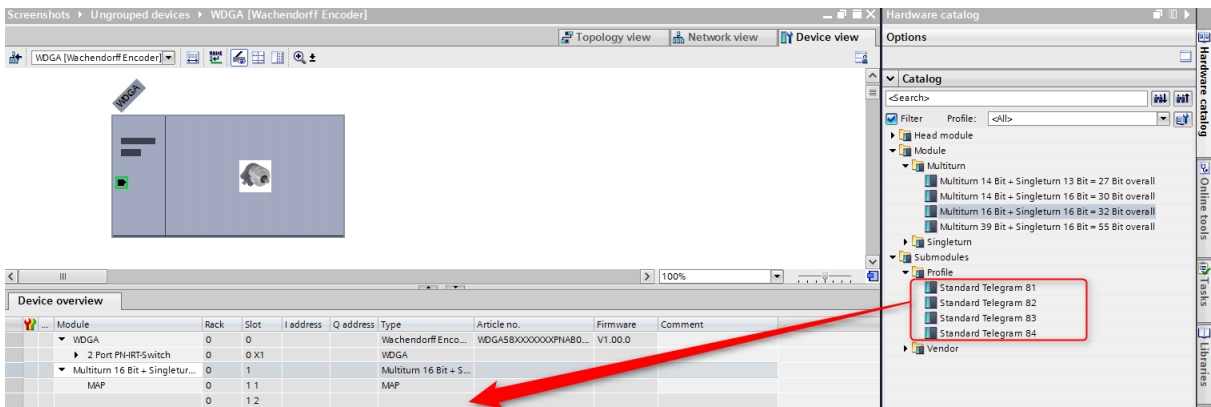 Screenshots ▸ Ungrouped devices ▸ WDGA [Wachendorff Encoder]
Topology view Network view Device view
WDGA [Wachendorff Encoder]
WDGA
100%
Device overview
... Module Rack Slot I address Q address Type Article no. Firmware Comment
WDGA 0 0 Wachendorff Enco... WDGA58XXXXXXXPNAB0... V1.00.0
2 Port PN-IRT-Switch 0 0 X1 WDGA
Multiturn 16 Bit + Singletur... 0 1 Multiturn 16 Bit + S...
MAP 0 1 1 MAP
0 1 2
Hardware catalog
Options
Catalog
<Search>
Filter Profile: <All>
Head module
Module
Multiturn
Multiturn 14 Bit + Singleturn 13 Bit = 27 Bit overall
Multiturn 14 Bit + Singleturn 16 Bit = 30 Bit overall
Multiturn 16 Bit + Singleturn 16 Bit = 32 Bit overall
Multiturn 39 Bit + Singleturn 16 Bit = 55 Bit overall
Singleturn
Submodules
Profile
Standard Telegram 81
Standard Telegram 82
Standard Telegram 83
Standard Telegram 84
Vendor
Hardware catalog
Online tools
Tasks
Libraries